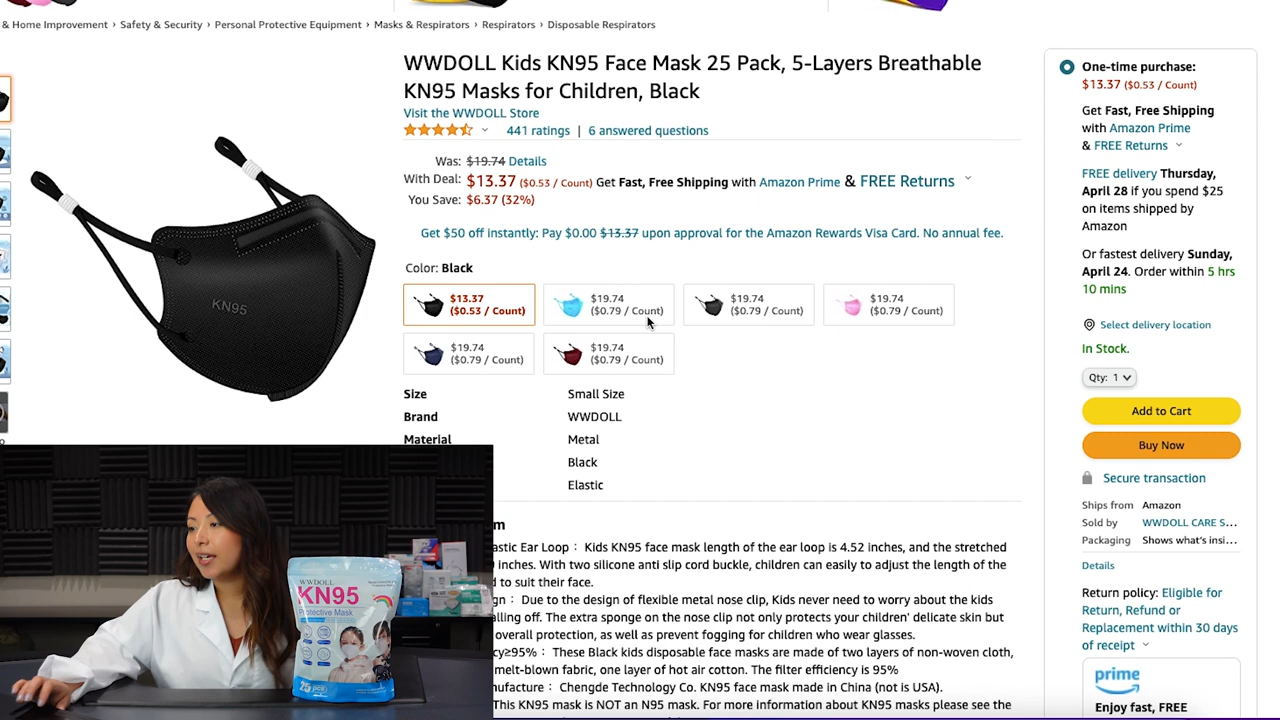 & Home Improvement › Safety & Security › Personal Protective Equipment › Masks & Respirators › Respirators › Disposable Respirators
WWDOLL Kids KN95 Face Mask 25 Pack, 5-Layers Breathable
KN95 Masks for Children, Black
Visit the WWDOLL Store
441 ratings | 6 answered questions
Was: $19.74 Details
With Deal: $13.37 ($0.53 / Count) Get Fast, Free Shipping with Amazon Prime & FREE Returns
You Save: $6.37 (32%)
Get $50 off instantly: Pay $0.00 $13.37 upon approval for the Amazon Rewards Visa Card. No annual fee.
Color: Black
$13.37
($0.53 / Count)
$19.74
($0.79 / Count)
$19.74
($0.79 / Count)
$19.74
($0.79 / Count)
$19.74
($0.79 / Count)
$19.74
($0.79 / Count)
Size Small Size
Brand WWDOLL
Material Metal
Black
Elastic
m
astic Ear Loop： Kids KN95 face mask length of the ear loop is 4.52 inches, and the stretched
inches. With two silicone anti slip cord buckle, children can easily to adjust the length of the
d to suit their face.
gn： Due to the design of flexible metal nose clip, Kids never need to worry about the kids
alling off. The extra sponge on the nose clip not only protects your children' delicate skin but
overall protection, as well as prevent fogging for children who wear glasses.
cy≥95%： These Black kids disposable face masks are made of two layers of non-woven cloth,
melt-blown fabric, one layer of hot air cotton. The filter efficiency is 95%
nufacture： Chengde Technology Co. KN95 face mask made in China (not is USA).
This KN95 mask is NOT an N95 mask. For more information about KN95 masks please see the
One-time purchase:
$13.37 ($0.53 / Count)
Get Fast, Free Shipping
with Amazon Prime
& FREE Returns
FREE delivery Thursday,
April 28 if you spend $25
on items shipped by
Amazon
Or fastest delivery Sunday,
April 24. Order within 5 hrs
10 mins
Select delivery location
In Stock.
Qty: 1
Add to Cart
Buy Now
Secure transaction
Ships from Amazon
Sold by WWDOLL CARE S...
Packaging Shows what's insi...
Details
Return policy: Eligible for
Return, Refund or
Replacement within 30 days
of receipt
prime
Enjoy fast, FREE
KN95
WWDOLL
KN95
Protective Mask
25 pcs